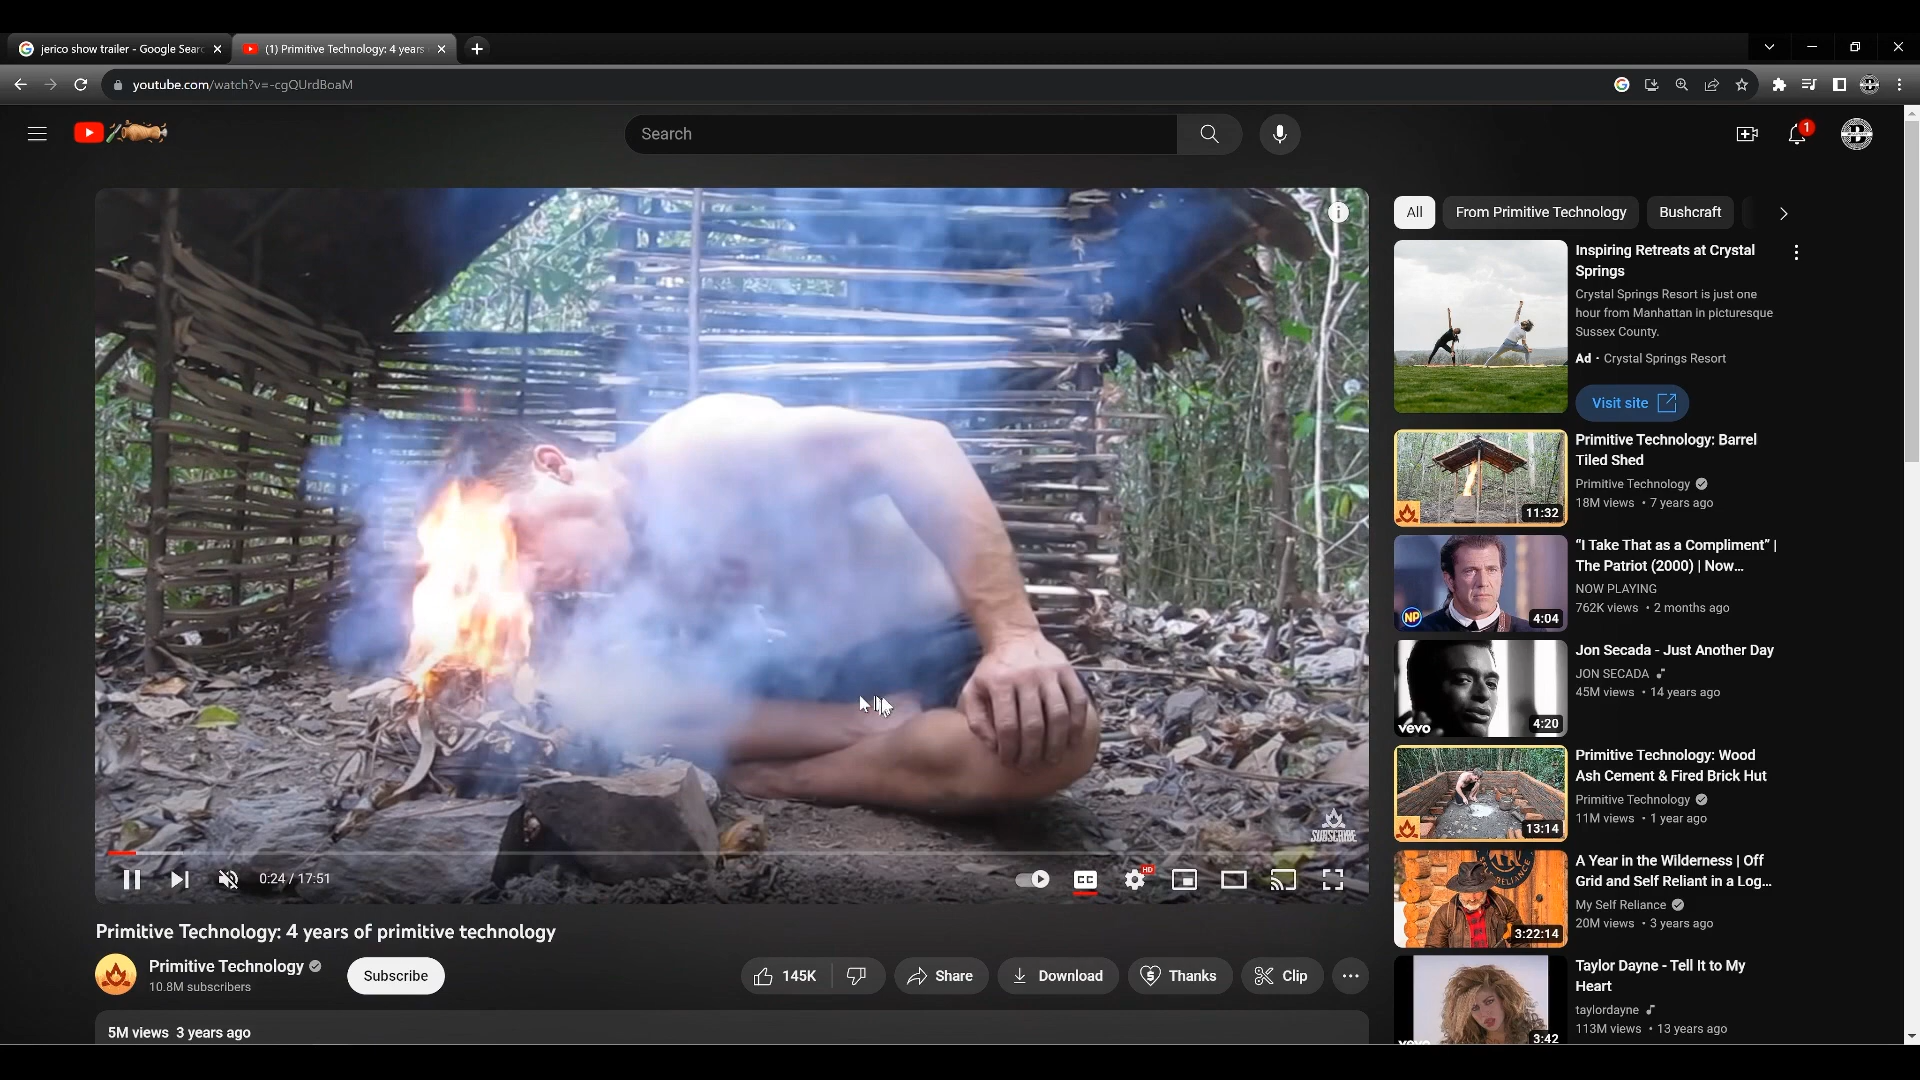 jerico show trailer - Google Sear
(1) Primitive Technology: 4 years
youtube.com/watch?v=-cgQUrdBoaM
Search
1
All
From Primitive Technology
Bushcraft
Inspiring Retreats at Crystal
Springs
Crystal Springs Resort is just one
hour from Manhattan in picturesque
Sussex County.
Ad · Crystal Springs Resort
Visit site
Primitive Technology: Barrel
Tiled Shed
Primitive Technology
18M views • 7 years ago
11:32
"I Take That as a Compliment" |
The Patriot (2000) | Now...
NOW PLAYING
762K views • 2 months ago
NP
4:04
Jon Secada - Just Another Day
JON SECADA
45M views • 14 years ago
vevo
4:20
Primitive Technology: Wood
Ash Cement & Fired Brick Hut
Primitive Technology
11M views • 1 year ago
13:14
A Year in the Wilderness | Off
Grid and Self Reliant in a Log...
My Self Reliance
20M views • 3 years ago
3:22:14
Taylor Dayne - Tell It to My
Heart
taylordayne
113M views • 13 years ago
vevo
3:42
SUBSCRIBE
0:24 / 17:51
CC
HD
Primitive Technology: 4 years of primitive technology
Primitive Technology
10.8M subscribers
Subscribe
145K
Share
Download
Thanks
Clip
5M views 3 years ago